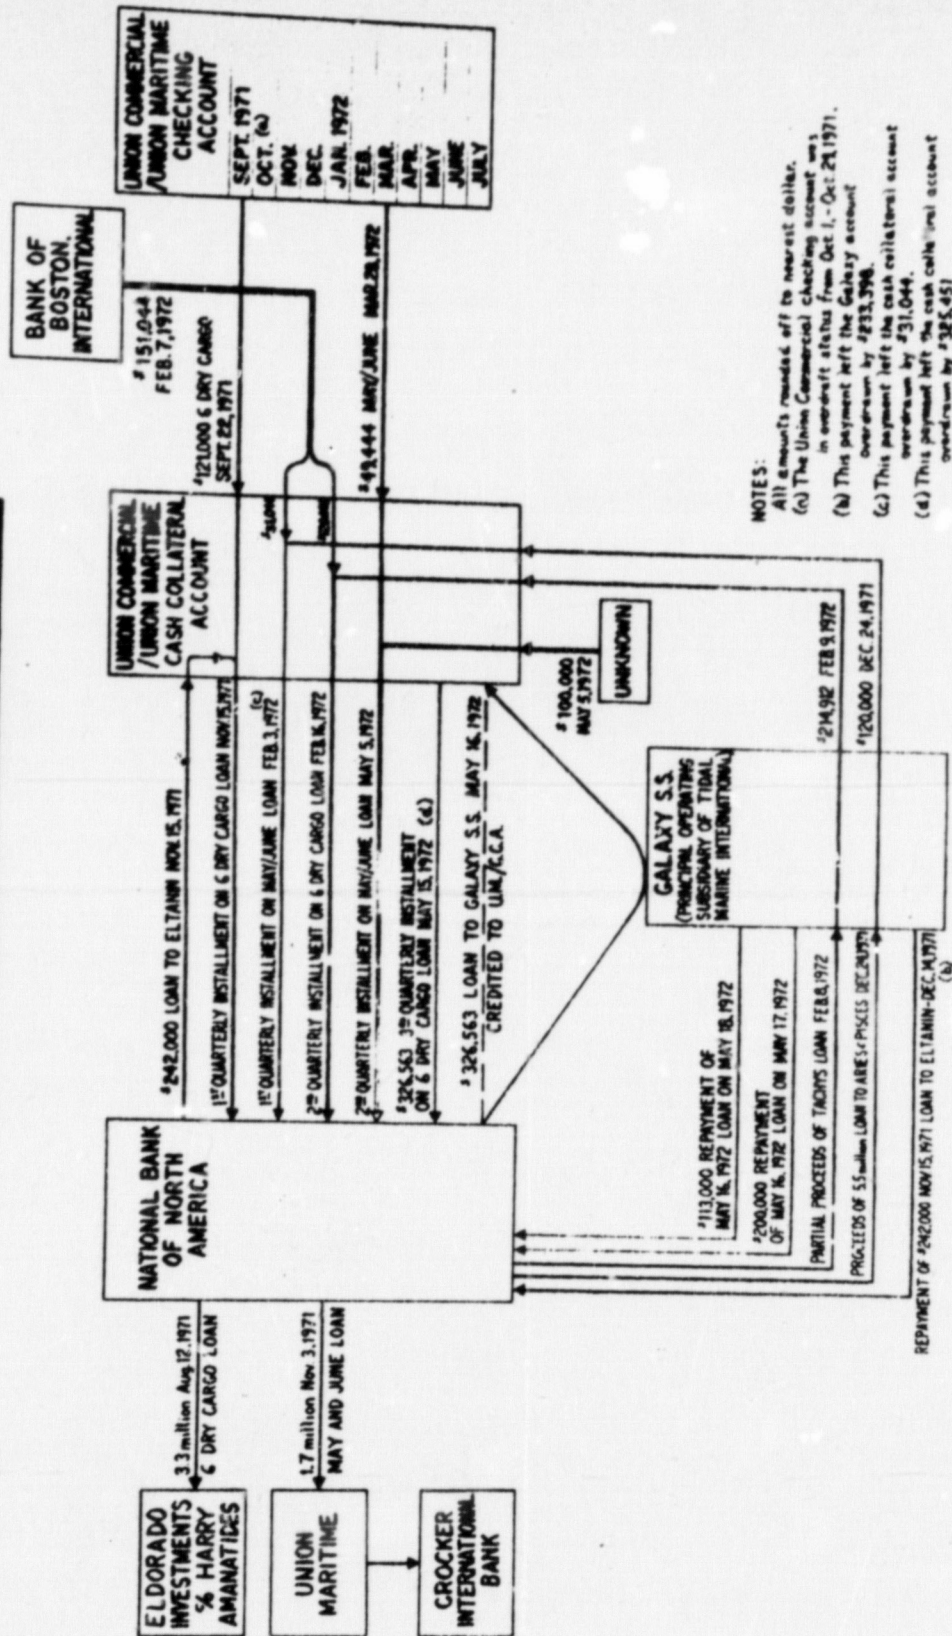 ELDORADO
INVESTMENTS
% HARRY
AMANATIDES
3.3 million Aug. 12, 1971
6 DRY CARGO LOAN
UNION
MARITIME
1.7 million Nov 3, 1971
MAY AND JUNE LOAN
CROCKER
INTERNATIONAL
BANK
NATIONAL BANK
OF NORTH
AMERICA
$242,000 LOAN TO ELTANIN NOV. 15, 1971
1ST QUARTERLY INSTALLMENT ON 6 DRY CARGO LOAN NOV. 15, 1971
(c)
1ST QUARTERLY INSTALLMENT ON MAY/JUNE LOAN FEB. 3, 1972
2ND QUARTERLY INSTALLMENT ON 6 DRY CARGO LOAN FEB. 16, 1972
2ND QUARTERLY INSTALLMENT ON MAY/JUNE LOAN MAY 5, 1972
$326,563 3RD QUARTERLY INSTALLMENT
ON 6 DRY CARGO LOAN MAY 15, 1972 (d)
$326,563 LOAN TO GALAXY S.S. MAY 16, 1972
CREDITED TO U.M./C.C.A.
UNION COMMERCIAL
/UNION MARITIME
CASH COLLATERAL
ACCOUNT
BANK OF
BOSTON,
INTERNATIONAL
$151,044
FEB. 7, 1972
$121,000 6 DRY CARGO
SEPT. 22, 1971
$49,444 MAY/JUNE MAR. 28, 1972
UNION COMMERCIAL
/UNION MARITIME
CHECKING
ACCOUNT
SEPT. 1971
OCT. (a)
NOV.
DEC.
JAN. 1972
FEB.
MAR.
APR.
MAY
JUNE
JULY
$100,000
MAY 5, 1972
UNKNOWN
GALAXY S.S.
(PRINCIPAL OPERATING
SUBSIDIARY OF TIDAL
MARINE INTERNATIONAL)
$214,912 FEB. 9, 1972
$120,000 DEC. 24, 1971
$113,000 REPAYMENT OF
MAY 16, 1972 LOAN ON MAY 18, 1972
$200,000 REPAYMENT
OF MAY 16, 1972 LOAN ON MAY 17, 1972
PARTIAL PROCEEDS OF TACHYS LOAN FEB. 8, 1972
PROCEEDS OF 5.5 million LOAN TO ARIES & PISCES DEC. 1971
REPAYMENT OF $242,000 NOV. 15, 1971 LOAN TO ELTANIN-DEC. 14, 1971
(b)
NOTES:
All amounts rounded off to nearest dollar.
(a) The Union Commercial checking account was
in overdraft status from Oct 1. - Oct 29, 1971.
(b) This payment left the Galaxy account
overdrawn by $233,398.
(c) This payment left the cash collateral account
overdrawn by $31,044.
(d) This payment left the cash collateral account
overdrawn by